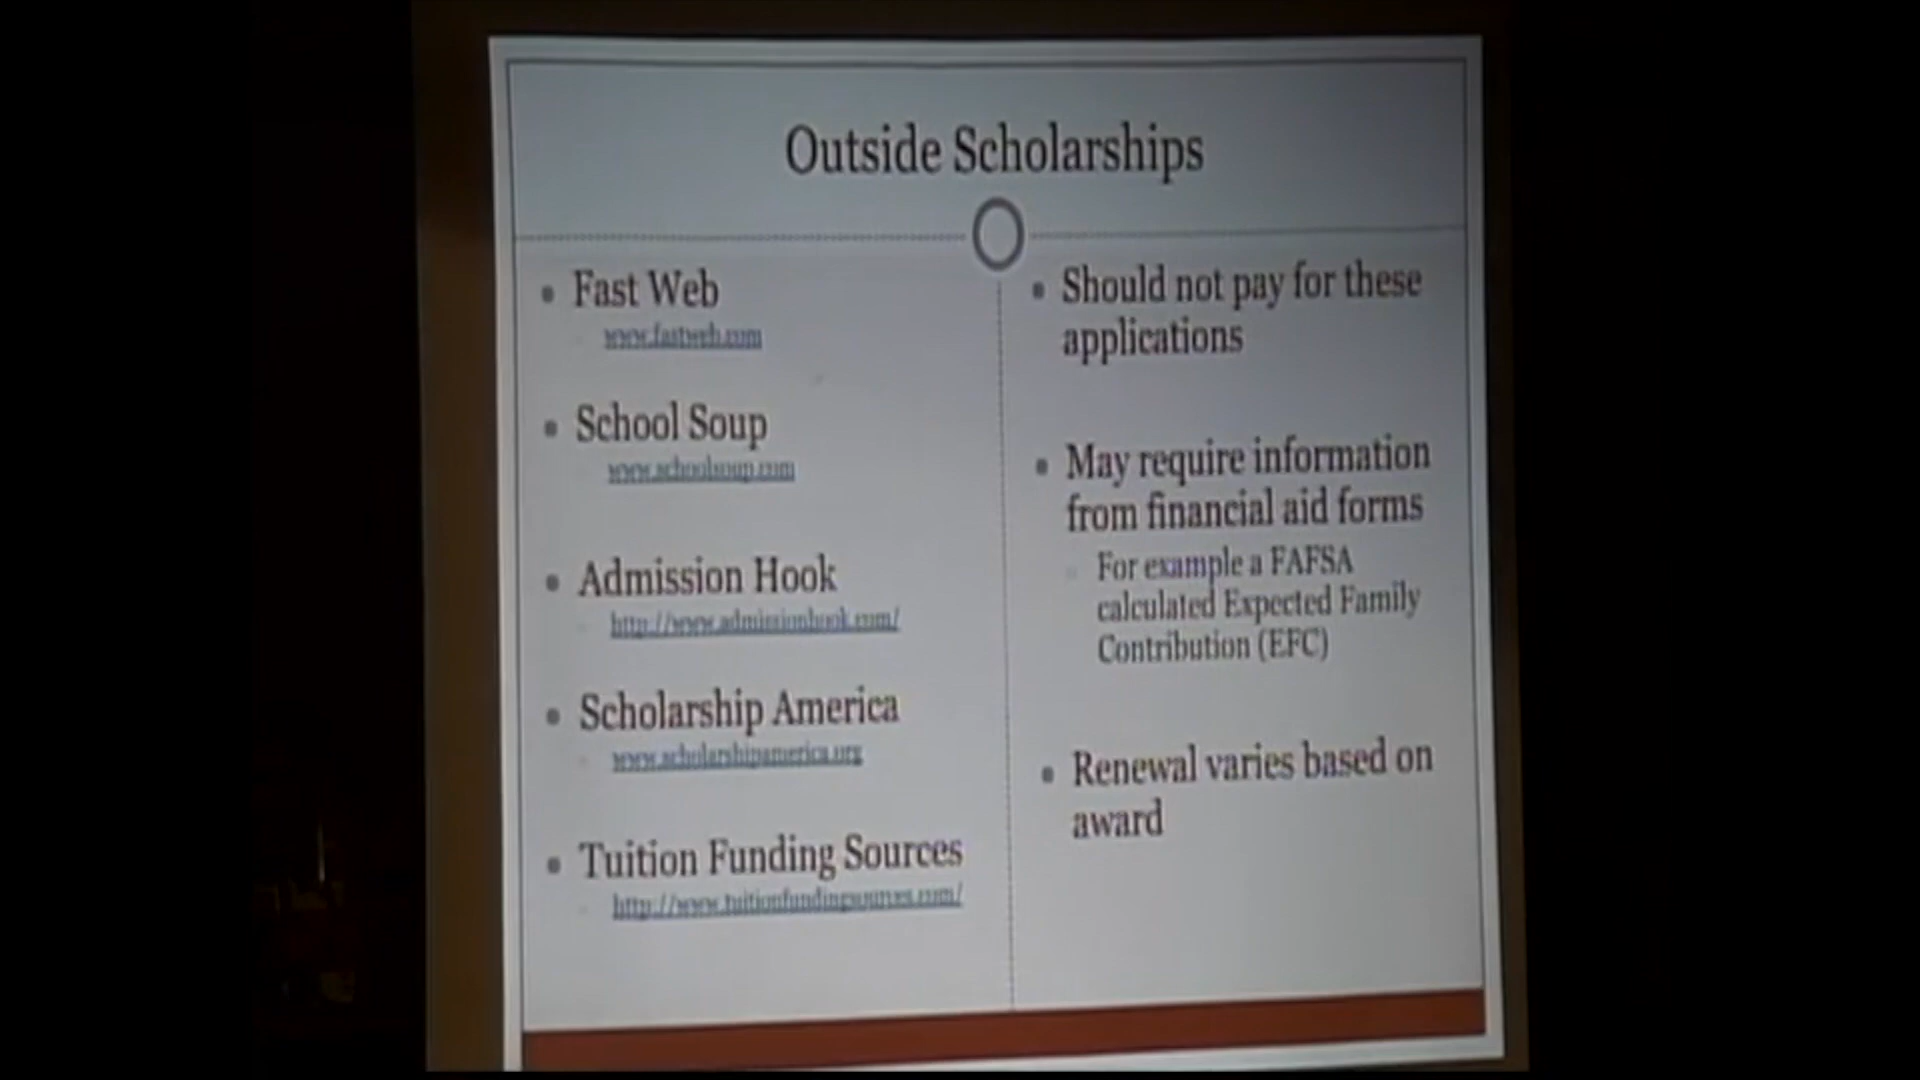 Outside Scholarships
Fast Web
www.fastweb.com
School Soup
www.schoolsoup.com
Admission Hook
http://www.admissionhook.com/
Scholarship America
www.scholarshipamerica.org
Tuition Funding Sources
http://www.tuitionfundingsources.com/
Should not pay for these
applications
May require information
from financial aid forms
For example a FAFSA
calculated Expected Family
Contribution (EFC)
Renewal varies based on
award